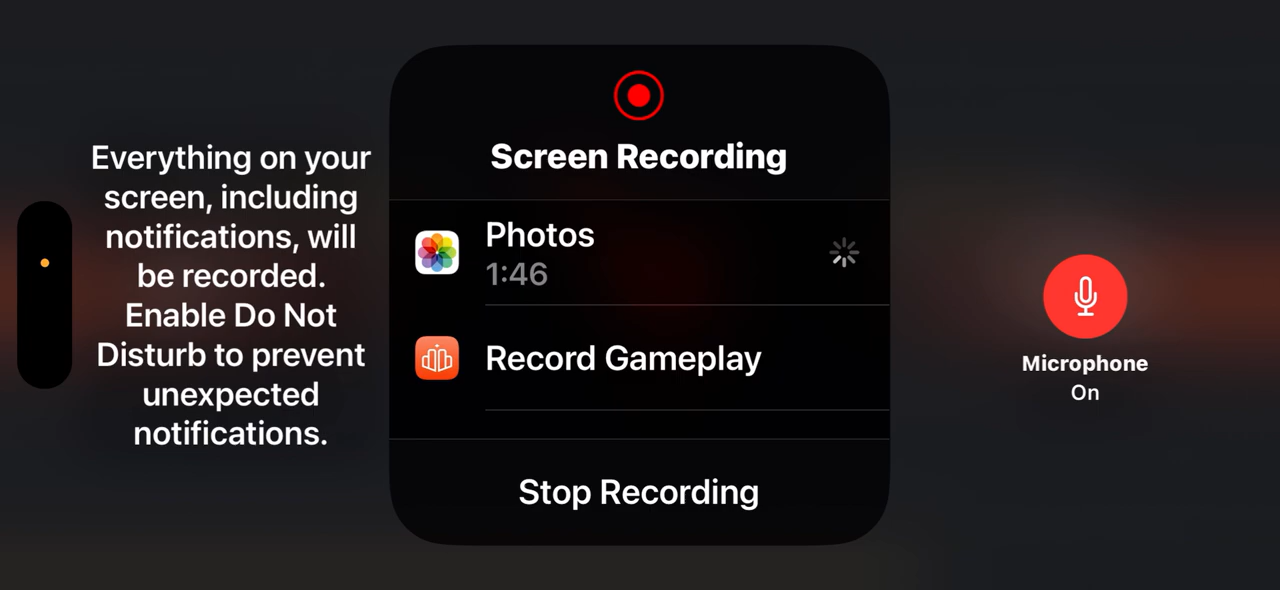 Everything on your
screen, including
notifications, will
be recorded.
Enable Do Not
Disturb to prevent
unexpected
notifications.
Screen Recording
Photos
1:46
Record Gameplay
Stop Recording
Microphone
On